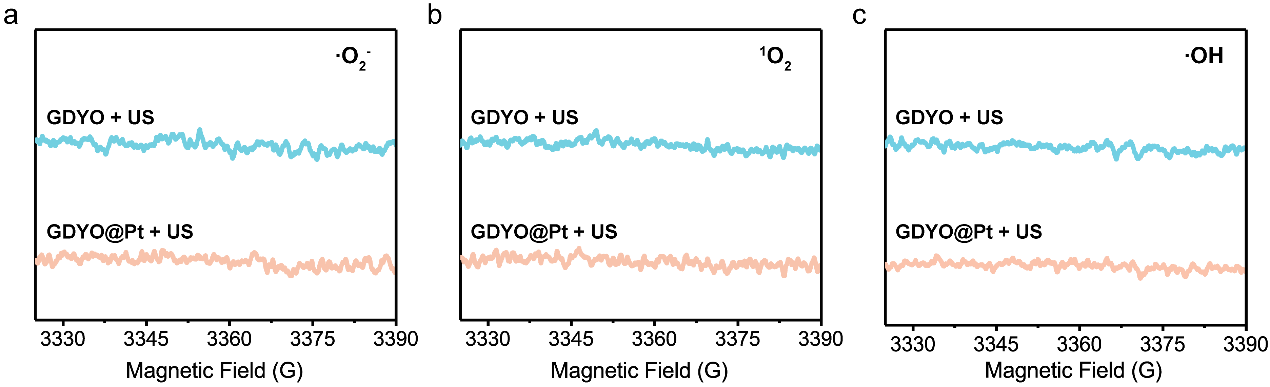 a
·O₂⁻
GDYO + US
GDYO@Pt + US
3330 3345 3360 3375 3390
Magnetic Field (G)
b
¹O₂
GDYO + US
GDYO@Pt + US
3330 3345 3360 3375 3390
Magnetic Field (G)
c
·OH
GDYO + US
GDYO@Pt + US
3330 3345 3360 3375 3390
Magnetic Field (G)